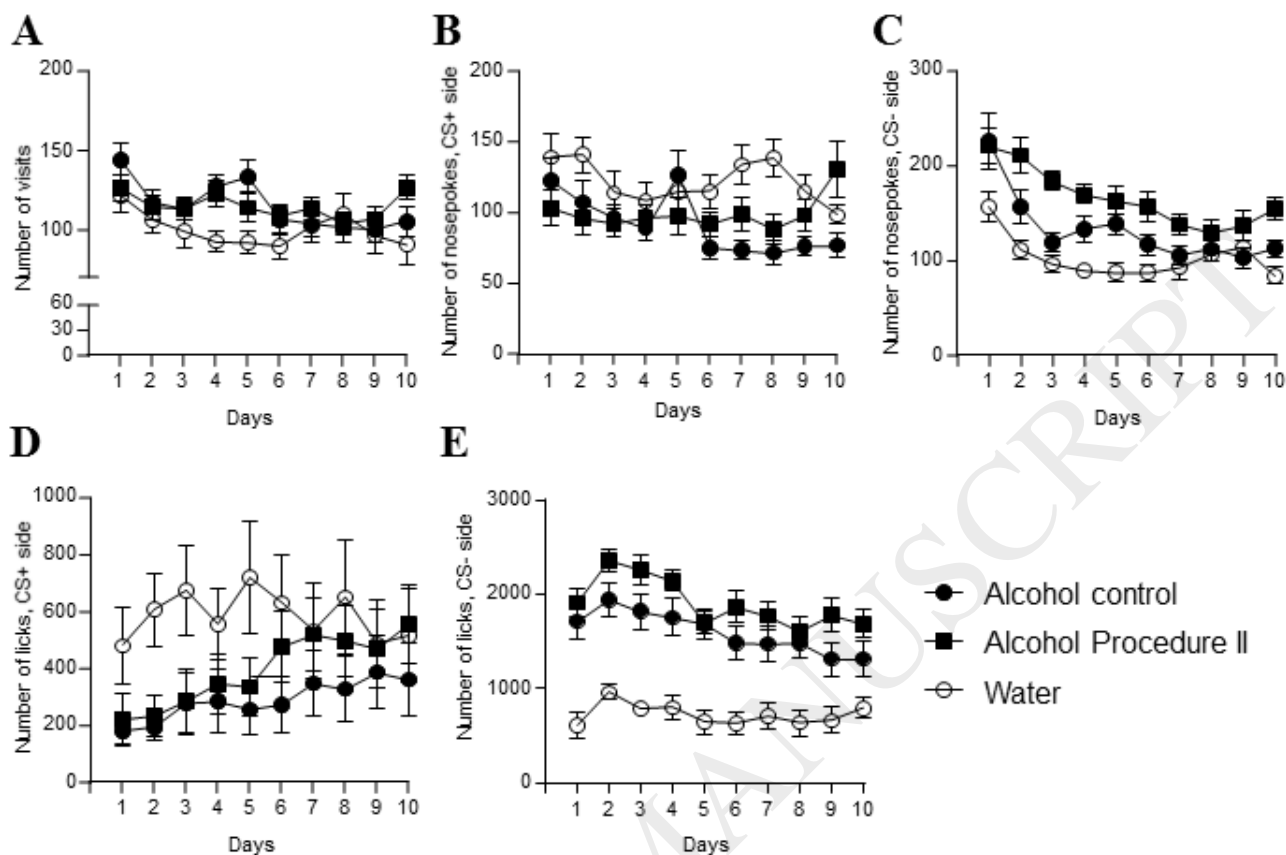 A
Number of visits
200
150
100
60
30
0
1 2 3 4 5 6 7 8 9 10
Days
B
Number of nosepokes, CS+ side
200
150
100
50
0
1 2 3 4 5 6 7 8 9 10
Days
C
Number of nosepokes, CS- side
300
200
100
0
1 2 3 4 5 6 7 8 9 10
Days
D
Number of licks, CS+ side
1000
800
600
400
200
0
1 2 3 4 5 6 7 8 9 10
Days
E
Number of licks, CS- side
3000
2000
1000
0
1 2 3 4 5 6 7 8 9 10
Days
Alcohol control
Alcohol Procedure II
Water
MANUSCRIPT